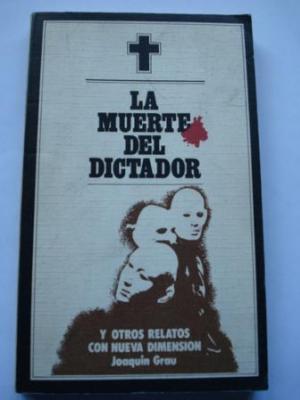 LA
MUERTE
DEL
DICTADOR
Y OTROS RELATOS
CON NUEVA DIMENSION
Joaquín Grau